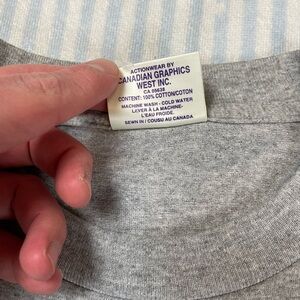 ACTIONWEAR BY
CANADIAN GRAPHICS
WEST INC.
CA 05635
CONTENT: 100% COTTON/COTON
MACHINE WASH - COLD WATER
LAVER À LA MACHINE-
L'EAU FROIDE.
SEWN IN / COUSU AU CANADA